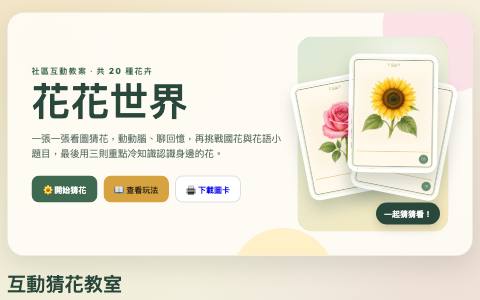 社區互動教案 · 共 20 種花卉
花花世界
一張一張看圖猜花，動動腦、聊回憶，再挑戰國花與花語小
題目，最後用三則重點冷知識認識身邊的花。
開始猜花
查看玩法
下載圖卡
一起猜猜看！
互動猜花教室